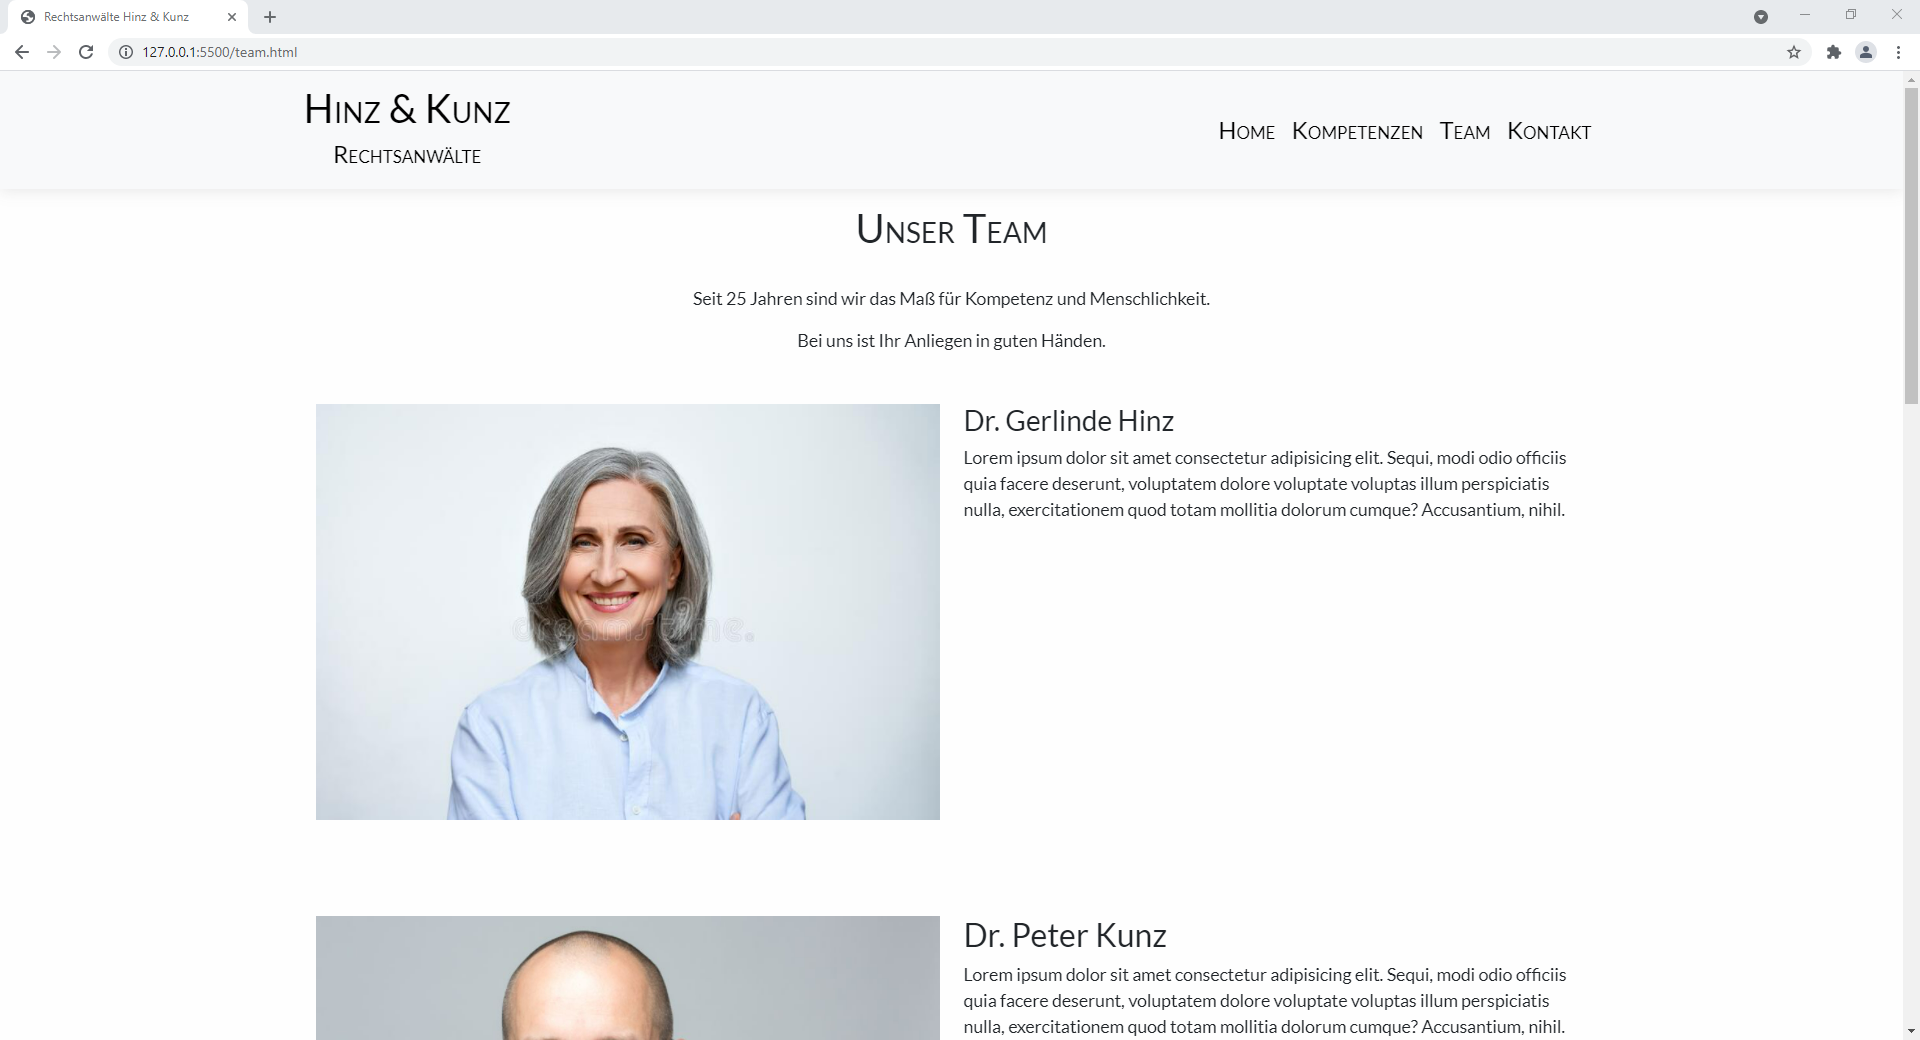 Rechtsanwälte Hinz & Kunz
127.0.0.1:5500/team.html
Hinz & Kunz
Rechtsanwälte
Home Kompetenzen Team Kontakt
Unser Team
Seit 25 Jahren sind wir das Maß für Kompetenz und Menschlichkeit.
Bei uns ist Ihr Anliegen in guten Händen.
dreamstime.
Dr. Gerlinde Hinz
Lorem ipsum dolor sit amet consectetur adipisicing elit. Sequi, modi odio officiis
quia facere deserunt, voluptatem dolore voluptate voluptas illum perspiciatis
nulla, exercitationem quod totam mollitia dolorum cumque? Accusantium, nihil.
Dr. Peter Kunz
Lorem ipsum dolor sit amet consectetur adipisicing elit. Sequi, modi odio officiis
quia facere deserunt, voluptatem dolore voluptate voluptas illum perspiciatis
nulla, exercitationem quod totam mollitia dolorum cumque? Accusantium, nihil.